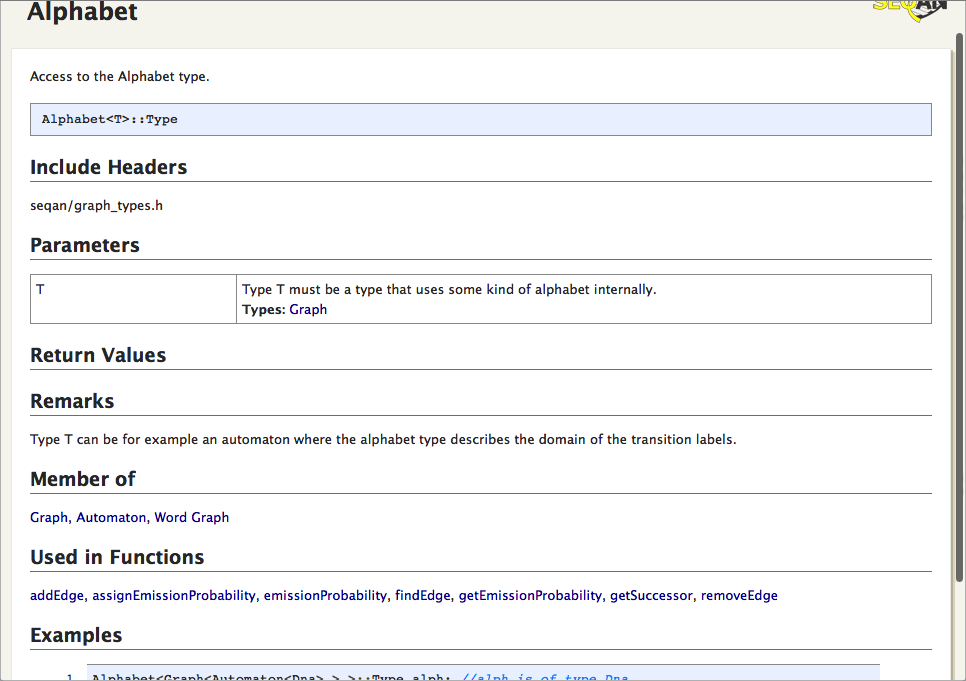 Alphabet
SEQAN
Access to the Alphabet type.
Alphabet<T>::Type
Include Headers
seqan/graph_types.h
Parameters
T
Type T must be a type that uses some kind of alphabet internally.
Types: Graph
Return Values
Remarks
Type T can be for example an automaton where the alphabet type describes the domain of the transition labels.
Member of
Graph, Automaton, Word Graph
Used in Functions
addEdge, assignEmissionProbability, emissionProbability, findEdge, getEmissionProbability, getSuccessor, removeEdge
Examples
1 Alphabet<Graph<Automaton<Dna> > >::Type alph; //alph is of type Dna